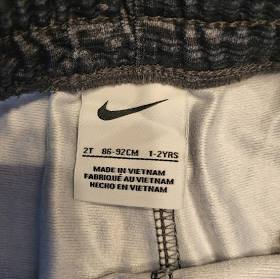 2T 86-92CM 1-2YRS
MADE IN VIETNAM
FABRIQUÉ AU VIETNAM
HECHO EN VIETNAM